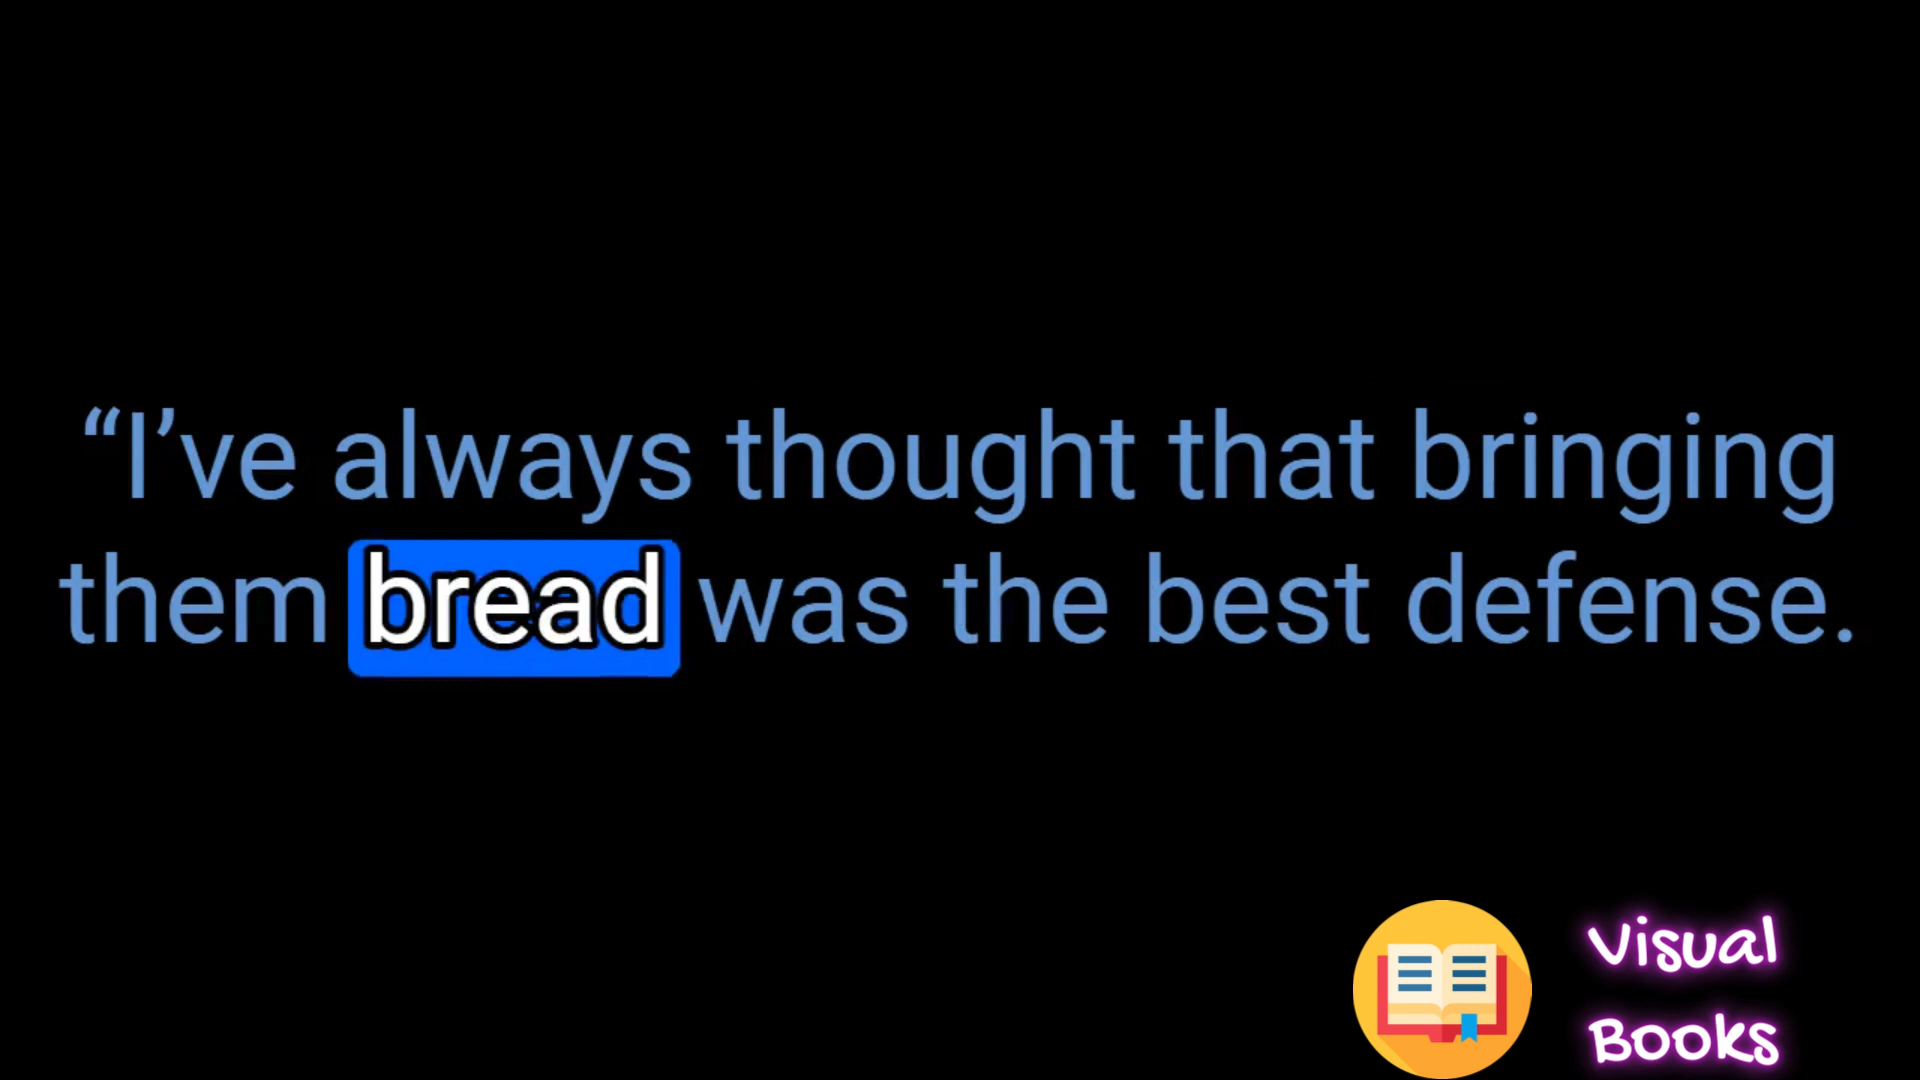 “I’ve always thought that bringing
them bread was the best defense.
Visual
Books